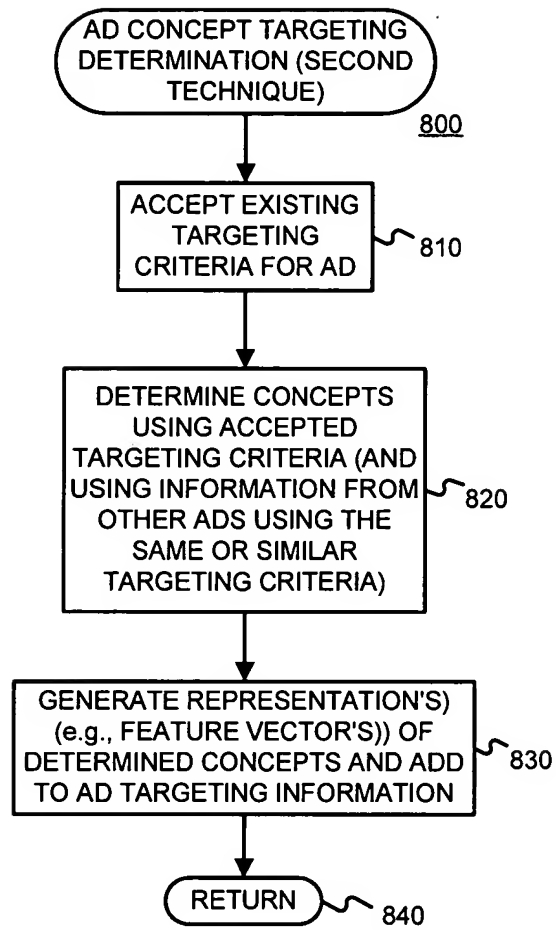 AD CONCEPT TARGETING
DETERMINATION (SECOND
TECHNIQUE)
800
ACCEPT EXISTING
TARGETING
CRITERIA FOR AD
810
DETERMINE CONCEPTS
USING ACCEPTED
TARGETING CRITERIA (AND
USING INFORMATION FROM
OTHER ADS USING THE
SAME OR SIMILAR
TARGETING CRITERIA)
820
GENERATE REPRESENTATION'S)
(e.g., FEATURE VECTOR'S)) OF
DETERMINED CONCEPTS AND ADD
TO AD TARGETING INFORMATION
830
RETURN
840